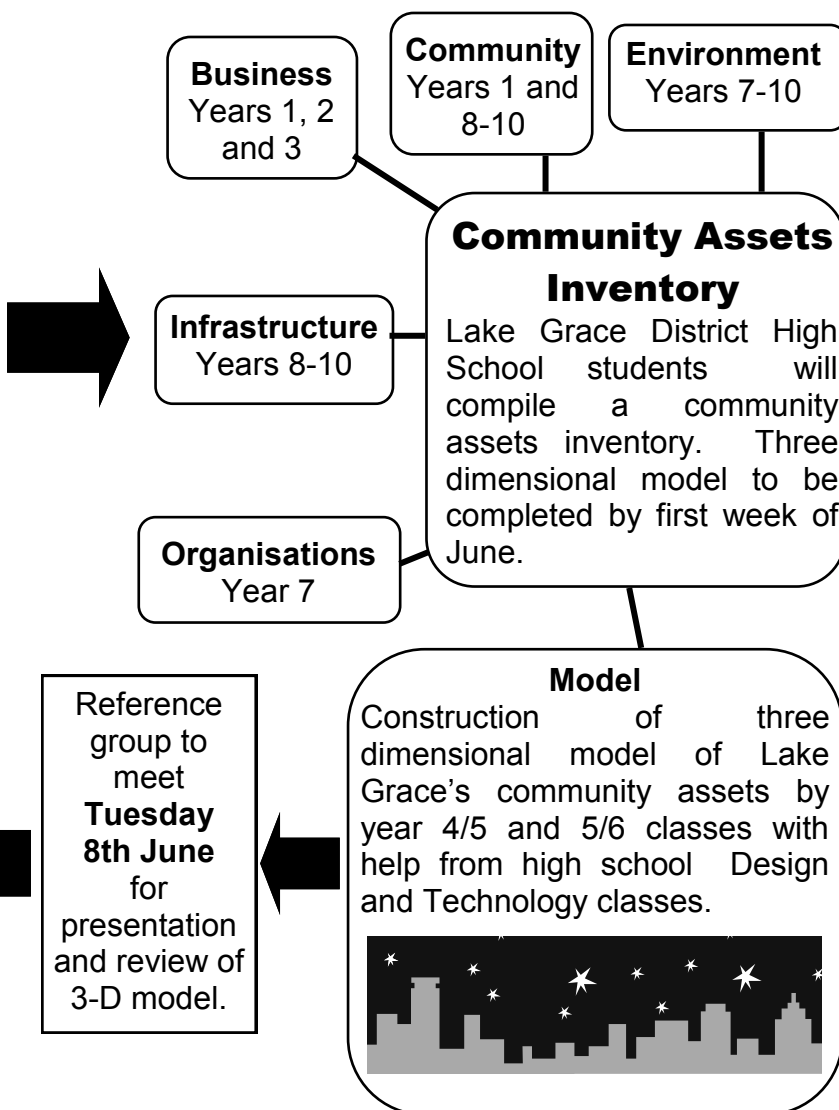 Business
Years 1, 2
and 3
Community
Years 1 and
8-10
Environment
Years 7-10
Community Assets
Inventory
Lake Grace District High
School students will
compile a community
assets inventory. Three
dimensional model to be
completed by first week of
June.
Infrastructure
Years 8-10
Organisations
Year 7
Model
Construction of three
dimensional model of Lake
Grace's community assets by
year 4/5 and 5/6 classes with
help from high school Design
and Technology classes.
Reference
group to
meet
Tuesday
8th June
for
presentation
and review of
3-D model.